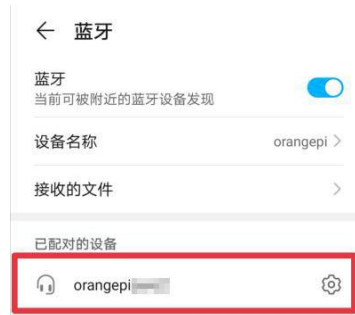 蓝牙
蓝牙
当前可被附近的蓝牙设备发现
设备名称 orangepi
接收的文件
已配对的设备
orangepi